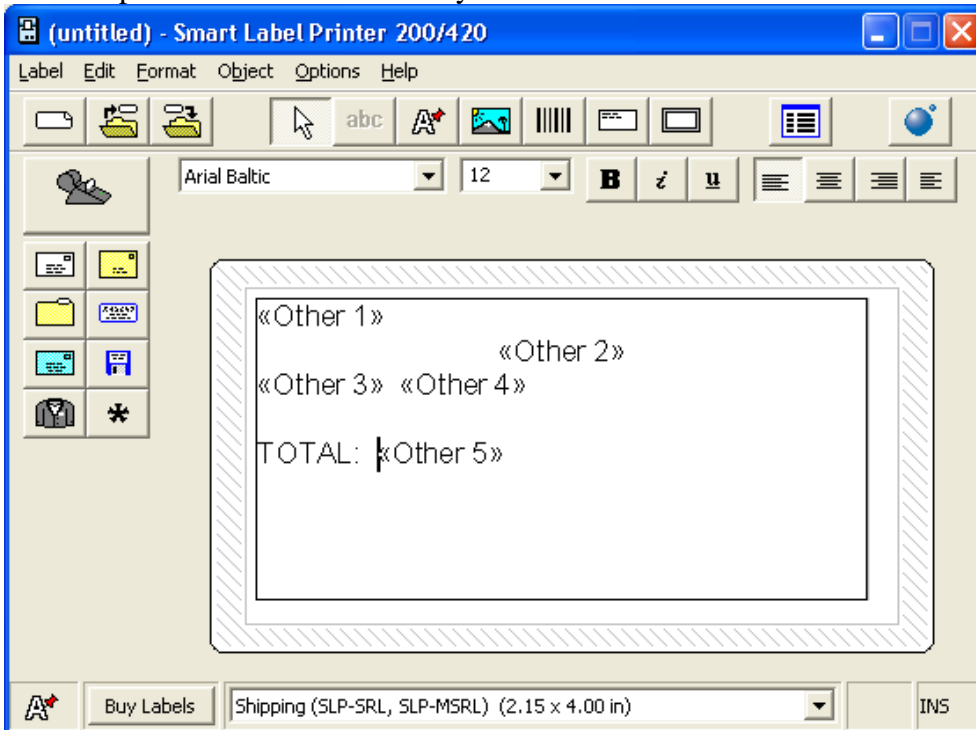 (untitled) - Smart Label Printer 200/420
Label Edit Format Object Options Help
abc
Arial Baltic 12 B i u
«Other 1»
«Other 2»
«Other 3» «Other 4»
TOTAL: «Other 5»
Buy Labels Shipping (SLP-SRL, SLP-MSRL) (2.15 x 4.00 in) INS